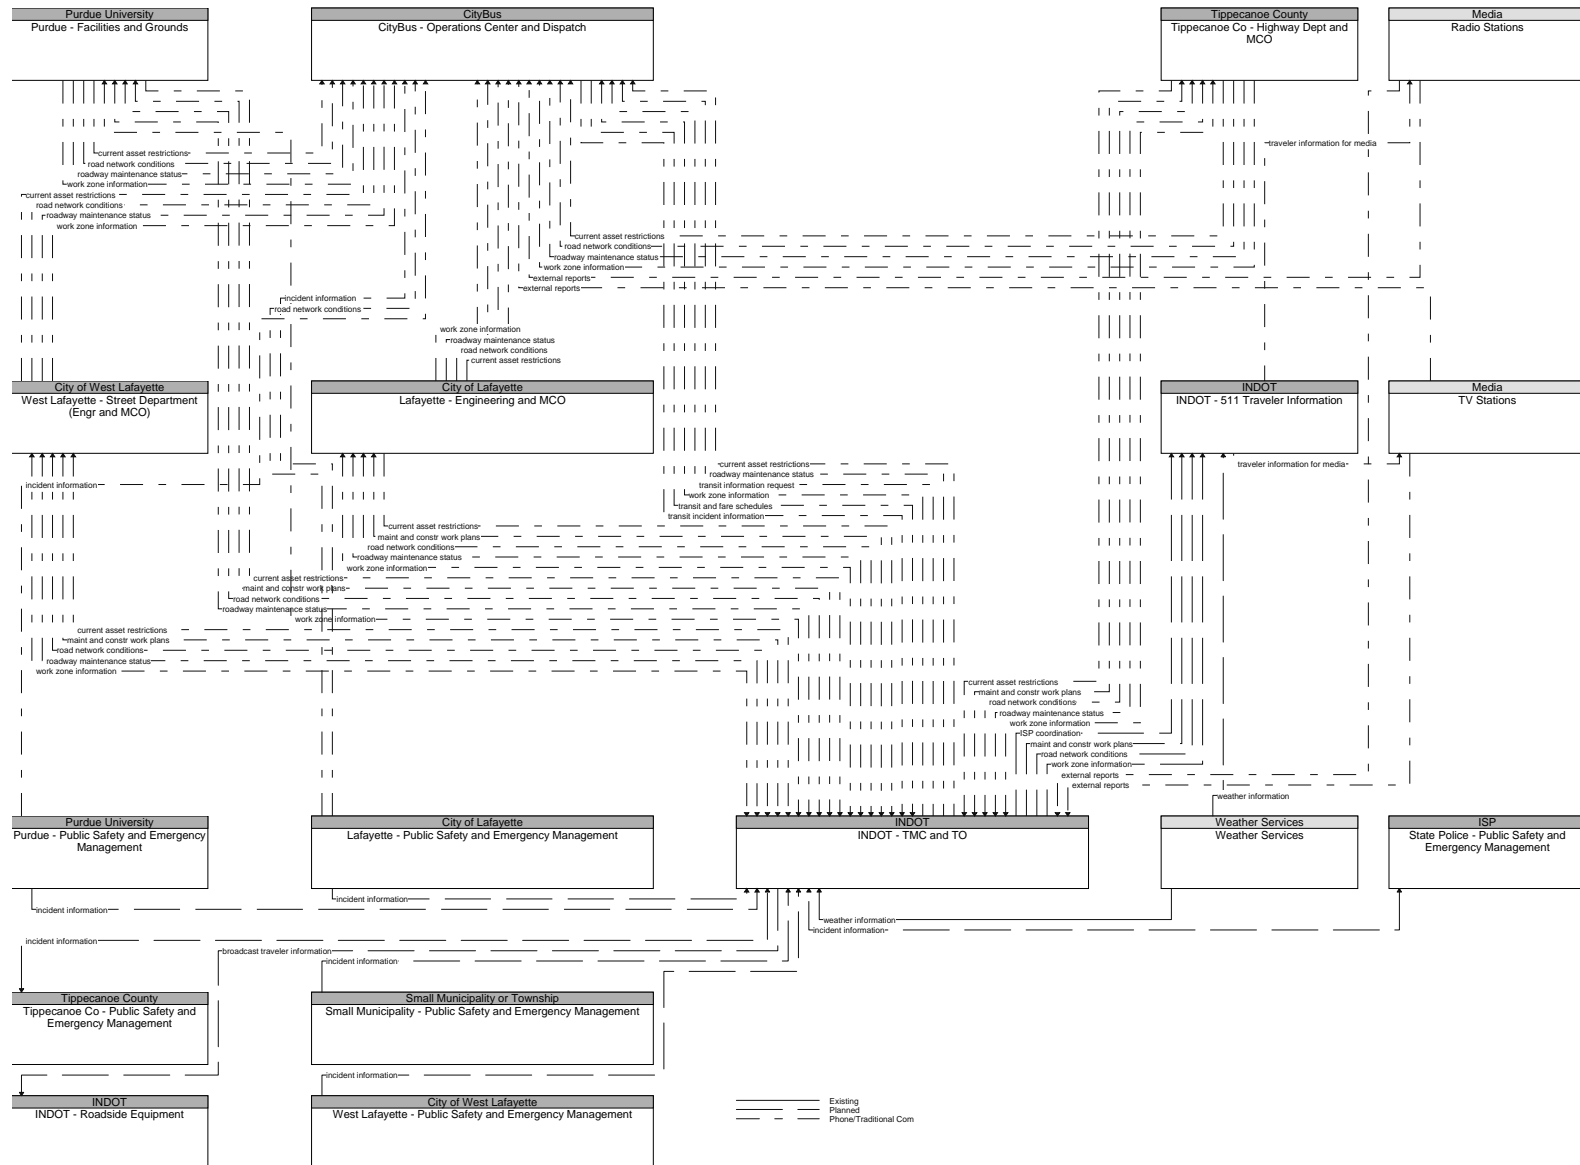 Purdue University
Purdue - Facilities and Grounds
CityBus
CityBus - Operations Center and Dispatch
Tippecanoe County
Tippecanoe Co - Highway Dept and
MCO
Media
Radio Stations
traveler information for media
current asset restrictions
road network conditions
roadway maintenance status
work zone information
current asset restrictions
road network conditions
roadway maintenance status
work zone information
current asset restrictions
road network conditions
roadway maintenance status
work zone information
external reports
external reports
incident information
road network conditions
work zone information
roadway maintenance status
road network conditions
current asset restrictions
City of West Lafayette
West Lafayette - Street Department
(Engr and MCO)
City of Lafayette
Lafayette - Engineering and MCO
INDOT
INDOT - 511 Traveler Information
Media
TV Stations
traveler information for media
incident information
current asset restrictions
roadway maintenance status
transit information request
work zone information
transit and fare schedules
transit incident information
current asset restrictions
maint and constr work plans
road network conditions
roadway maintenance status
work zone information
current asset restrictions
maint and constr work plans
road network conditions
roadway maintenance status
work zone information
current asset restrictions
maint and constr work plans
road network conditions
roadway maintenance status
work zone information
current asset restrictions
maint and constr work plans
road network conditions
roadway maintenance status
work zone information
ISP coordination
maint and constr work plans
road network conditions
work zone information
external reports
external reports
weather information
Purdue University
Purdue - Public Safety and Emergency
Management
City of Lafayette
Lafayette - Public Safety and Emergency Management
INDOT
INDOT - TMC and TO
Weather Services
Weather Services
ISP
State Police - Public Safety and
Emergency Management
incident information
incident information
weather information
incident information
incident information
broadcast traveler information
incident information
Tippecanoe County
Tippecanoe Co - Public Safety and
Emergency Management
Small Municipality or Township
Small Municipality - Public Safety and Emergency Management
incident information
INDOT
INDOT - Roadside Equipment
City of West Lafayette
West Lafayette - Public Safety and Emergency Management
Existing
Planned
Phone/Traditional Com